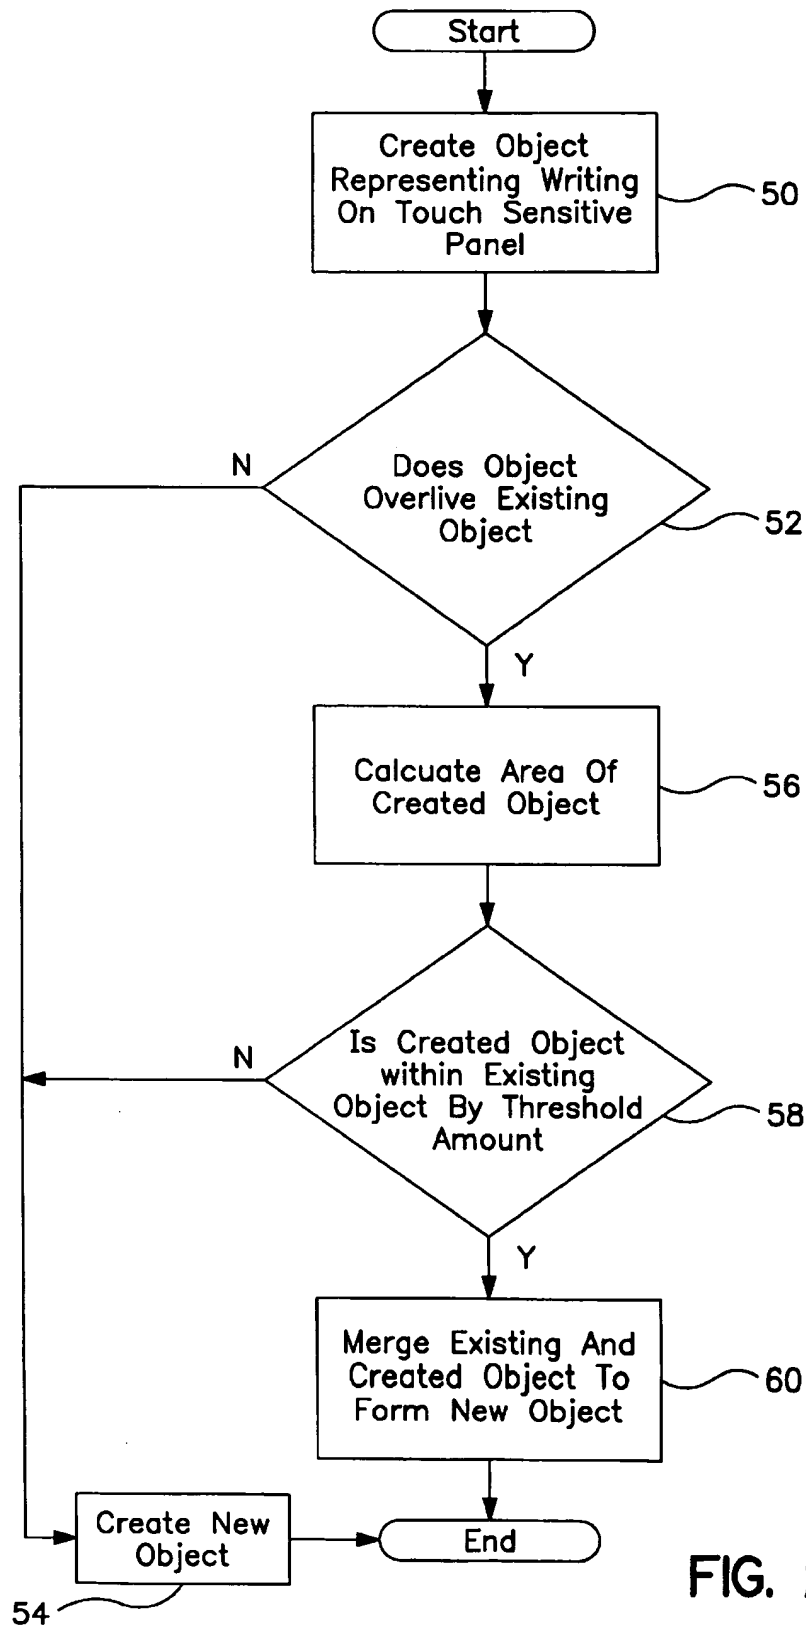 Start
Create Object
Representing Writing
On Touch Sensitive
Panel
50
N
Does Object
Overlive Existing
Object
52
Y
Calcuate Area Of
Created Object
56
N
Is Created Object
within Existing
Object By Threshold
Amount
58
Y
Merge Existing And
Created Object To
Form New Object
60
Create New
Object
End
54
FIG.